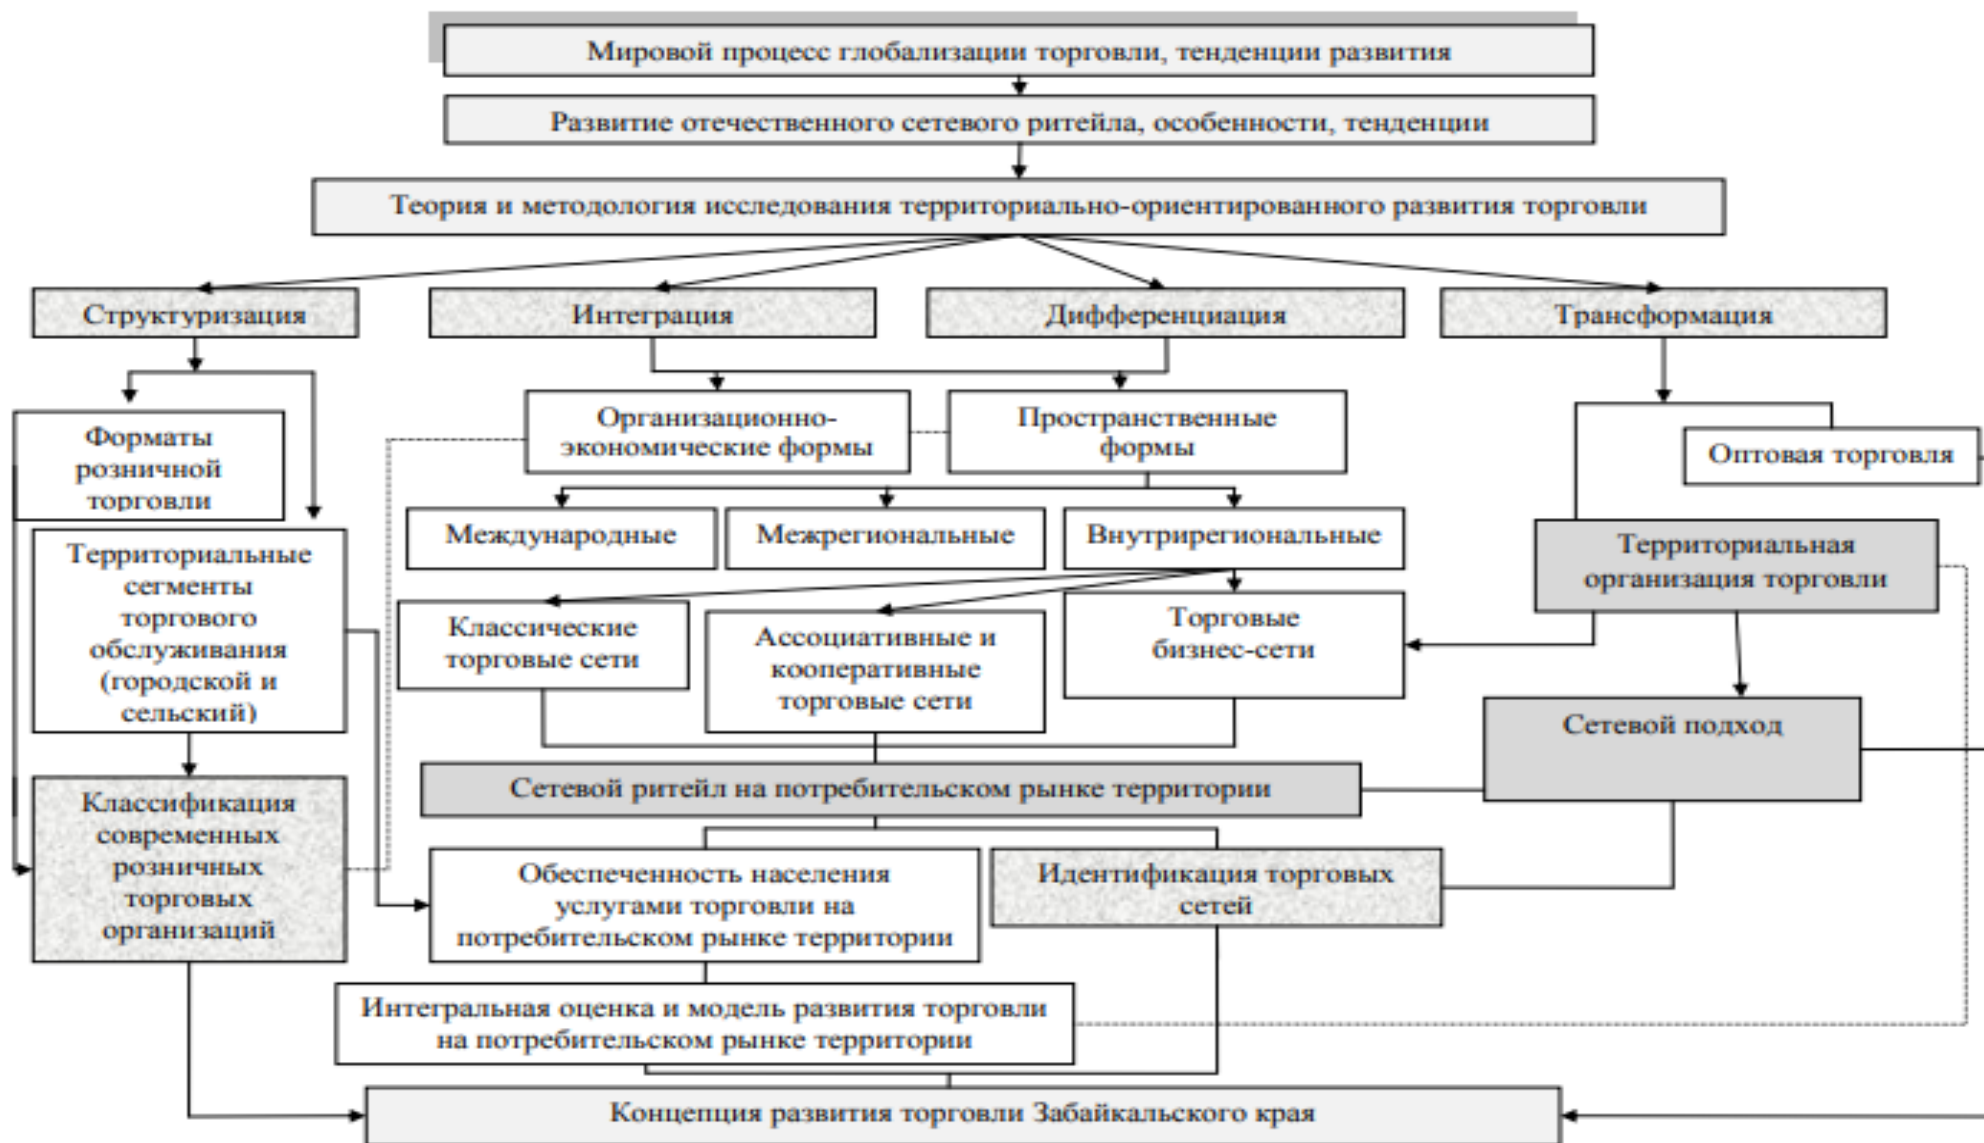 Мировой процесс глобализации торговли, тенденции развития
Развитие отечественного сетевого ритейла, особенности, тенденции
Теория и методология исследования территориально-ориентированного развития торговли
Структуризация
Интеграция
Дифференциация
Трансформация
Форматы
розничной
торговли
Организационно-
экономические формы
Пространственные
формы
Оптовая торговля
Международные
Межрегиональные
Внутрирегиональные
Территориальная
организация торговли
Территориальные
сегменты
торгового
обслуживания
(городской и
сельский)
Классические
торговые сети
Ассоциативные и
кооперативные
торговые сети
Торговые
бизнес-сети
Сетевой подход
Сетевой ритейл на потребительском рынке территории
Классификация
современных
розничных
торговых
организаций
Обеспеченность населения
услугами торговли на
потребительском рынке территории
Идентификация торговых
сетей
Интегральная оценка и модель развития торговли
на потребительском рынке территории
Концепция развития торговли Забайкальского края